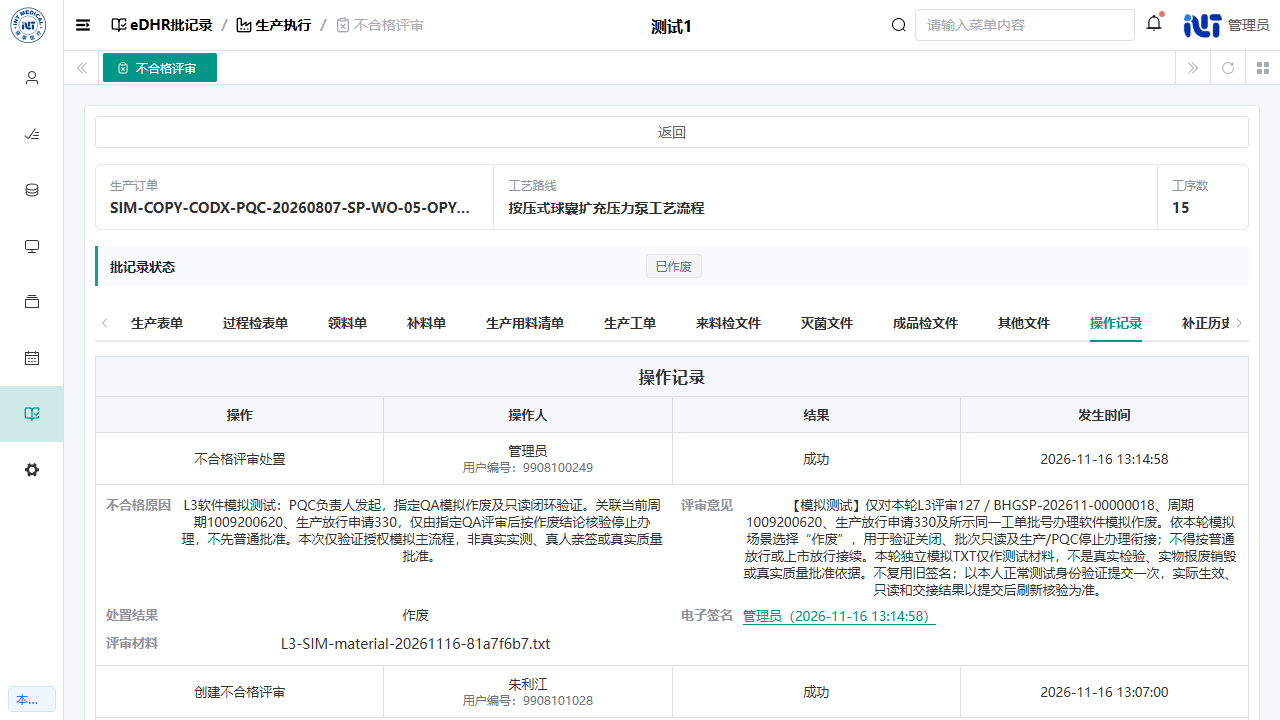 eDHR批记录 / 生产执行 / 不合格评审
测试1
请输入菜单内容
管理员
不合格评审
返回
生产订单
SIM-COPY-CODX-PQC-20260807-SP-WO-05-OPY...
工艺路线
按压式球囊扩充压力泵工艺流程
工序数
15
批记录状态
已作废
生产表单 过程检表单 领料单 补料单 生产用料清单 生产工单 来料检文件 灭菌文件 成品检文件 其他文件 操作记录 补正历史
操作记录
操作 操作人 结果 发生时间
不合格评审处置
管理员
用户编号：9908100249
成功
2026-11-16 13:14:58
不合格原因
L3软件模拟测试：PQC负责人发起，指定QA模拟作废及只读闭环验证。关联当前周
期1009200620、生产放行申请330，仅由指定QA评审后按作废结论核验停止办
理，不先普通批准。本次仅验证授权模拟主流程，非真实实测、真人亲签或真实质量
批准。
评审意见
【模拟测试】仅对本轮L3评审127 / BHGSP-202611-00000018、周期
1009200620、生产放行申请330及所示同一工单批号办理软件模拟作废。依本轮模拟
场景选择“作废”，用于验证关闭、批次只读及生产/PQC停止办理衔接；不得按普通
放行或上市放行接续。本轮独立模拟TXT仅作测试材料，不是真实检验、实物报废销毁
或真实质量批准依据。不复用旧签名；以本人正常测试身份验证提交一次，实际生效、
只读和交接结果以提交后刷新核验为准。
处置结果
作废
电子签名
管理员（2026-11-16 13:14:58）
评审材料
L3-SIM-material-20261116-81a7f6b7.txt
创建不合格评审
朱利江
用户编号：9908101028
成功
2026-11-16 13:07:00
本...